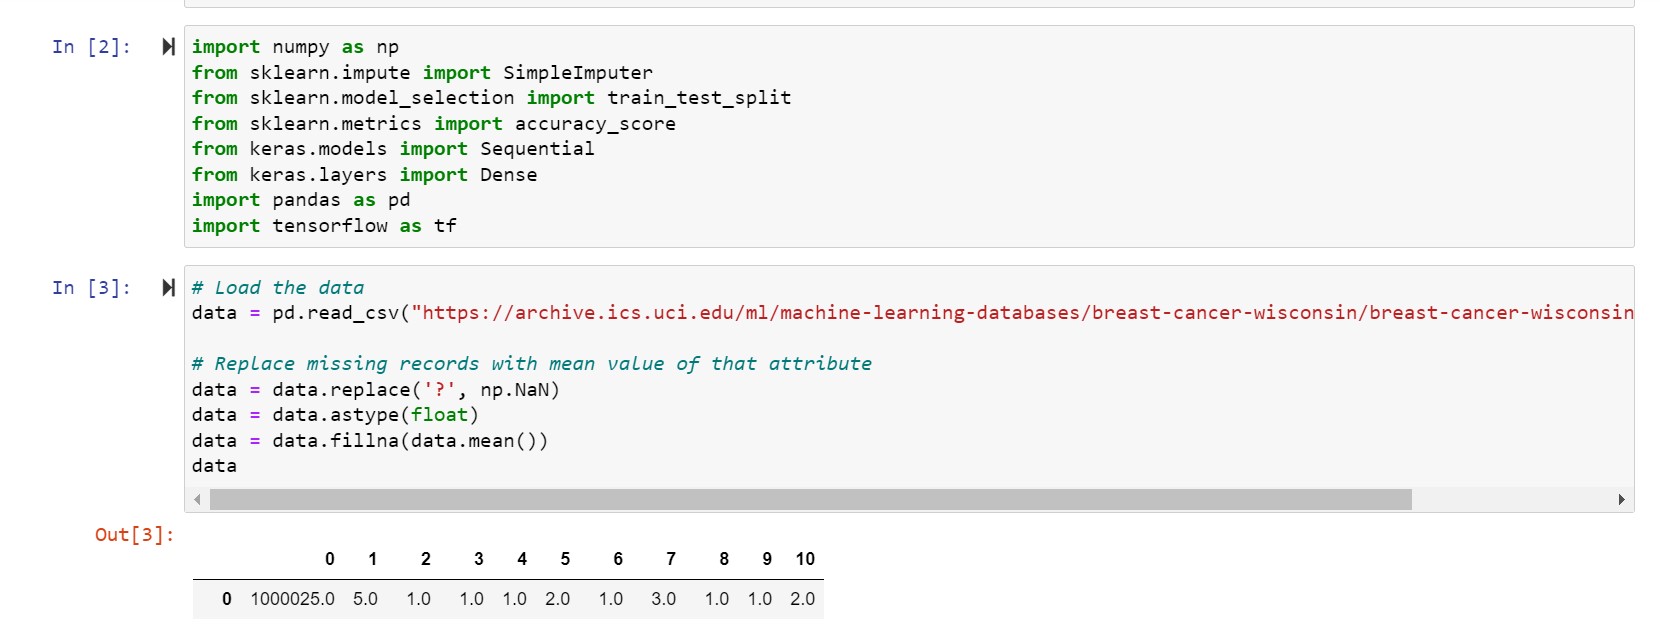 In [2]:
import numpy as np
from sklearn.impute import SimpleImputer
from sklearn.model_selection import train_test_split
from sklearn.metrics import accuracy_score
from keras.models import Sequential
from keras.layers import Dense
import pandas as pd
import tensorflow as tf
In [3]:
# Load the data
data = pd.read_csv("https://archive.ics.uci.edu/ml/machine-learning-databases/breast-cancer-wisconsin/breast-cancer-wisconsin
# Replace missing records with mean value of that attribute
data = data.replace('?', np.NaN)
data = data.astype(float)
data = data.fillna(data.mean())
data
Out[3]:
0 1 2 3 4 5 6 7 8 9 10
0 1000025.0 5.0 1.0 1.0 1.0 2.0 1.0 3.0 1.0 1.0 2.0